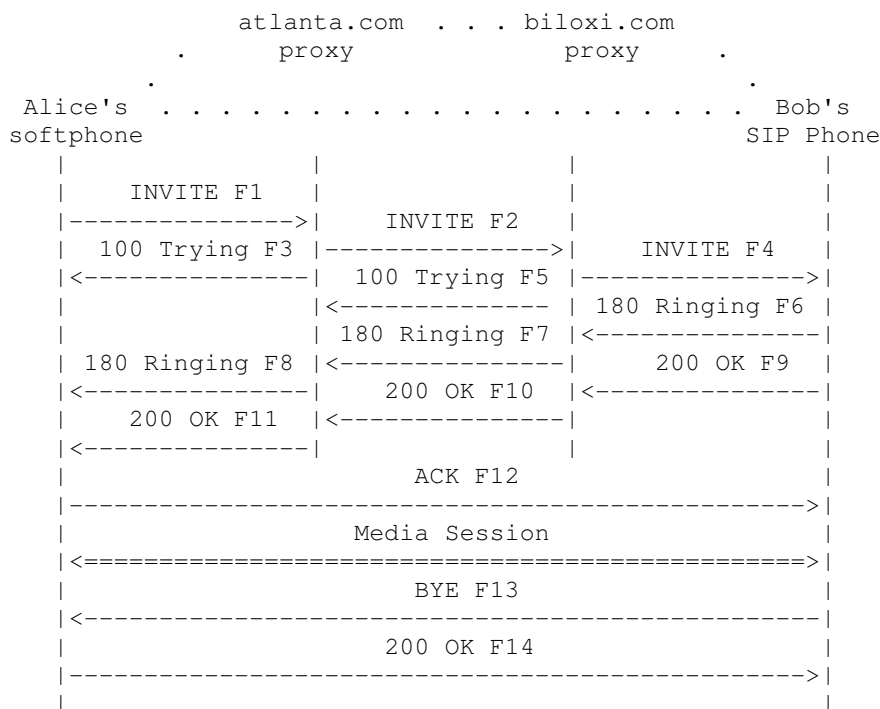 atlanta.com . . . biloxi.com
. proxy proxy .
. .
Alice's . . . . . . . . . . . . . . . . . . . . Bob's
softphone SIP Phone
| | | |
| INVITE F1 | | |
|--------------->| INVITE F2 | |
| 100 Trying F3 |--------------->| INVITE F4 |
|<---------------| 100 Trying F5 |--------------->|
| |<-------------- | 180 Ringing F6 |
| | 180 Ringing F7 |<---------------|
| 180 Ringing F8 |<---------------| 200 OK F9 |
|<---------------| 200 OK F10 |<---------------|
| 200 OK F11 |<---------------| |
|<---------------| | |
| ACK F12 |
|------------------------------------------------->|
| Media Session |
|<================================================>|
| BYE F13 |
|<-------------------------------------------------|
| 200 OK F14 |
|------------------------------------------------->|
| |